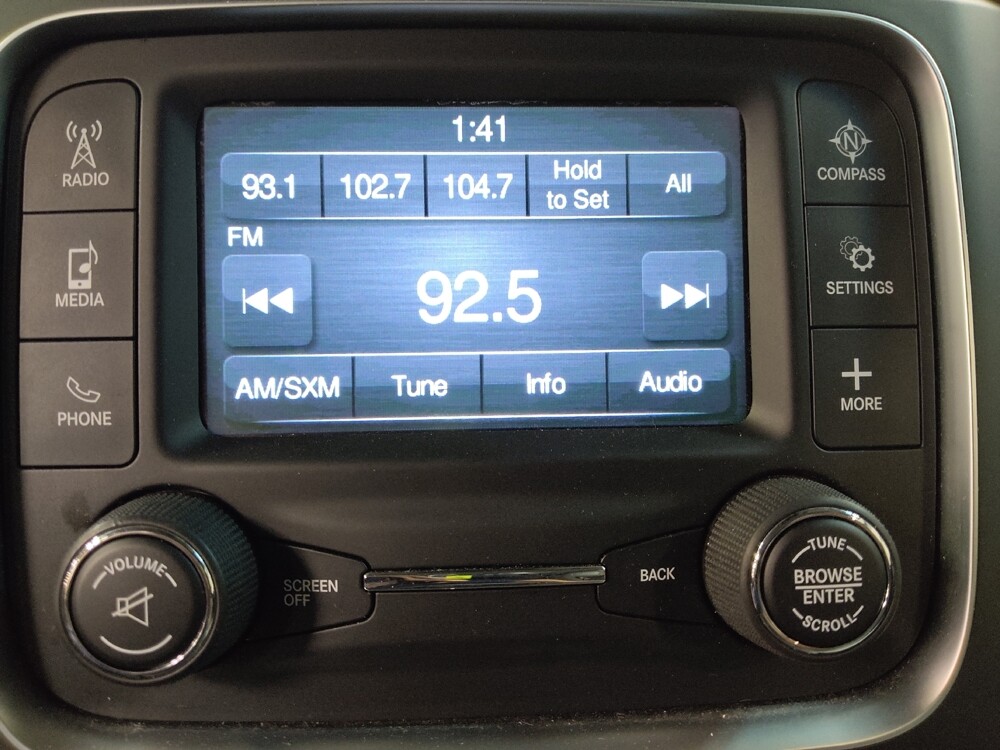 1:41
93.1 102.7 104.7 Hold to Set All
FM
92.5
AM/SXM Tune Info Audio
RADIO
MEDIA
PHONE
N
COMPASS
SETTINGS
MORE
VOLUME
SCREEN
OFF
BACK
TUNE
BROWSE
ENTER
SCROLL